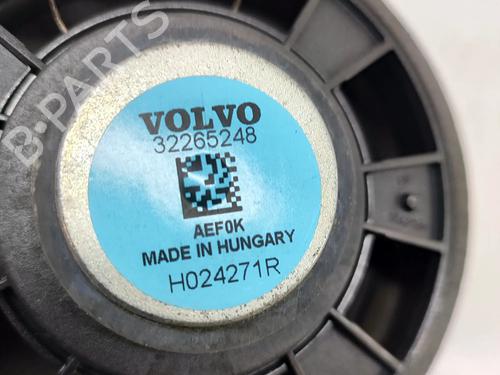 B-PARTS
VOLVO
32265248
AEF0K
MADE IN HUNGARY
H024271R